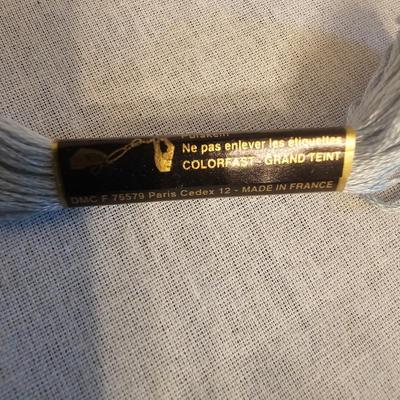 Ne pas enlever les étiquettes
COLORFAST - GRAND TEINT
DMC F 75579 Paris Cedex 12 - MADE IN FRANCE